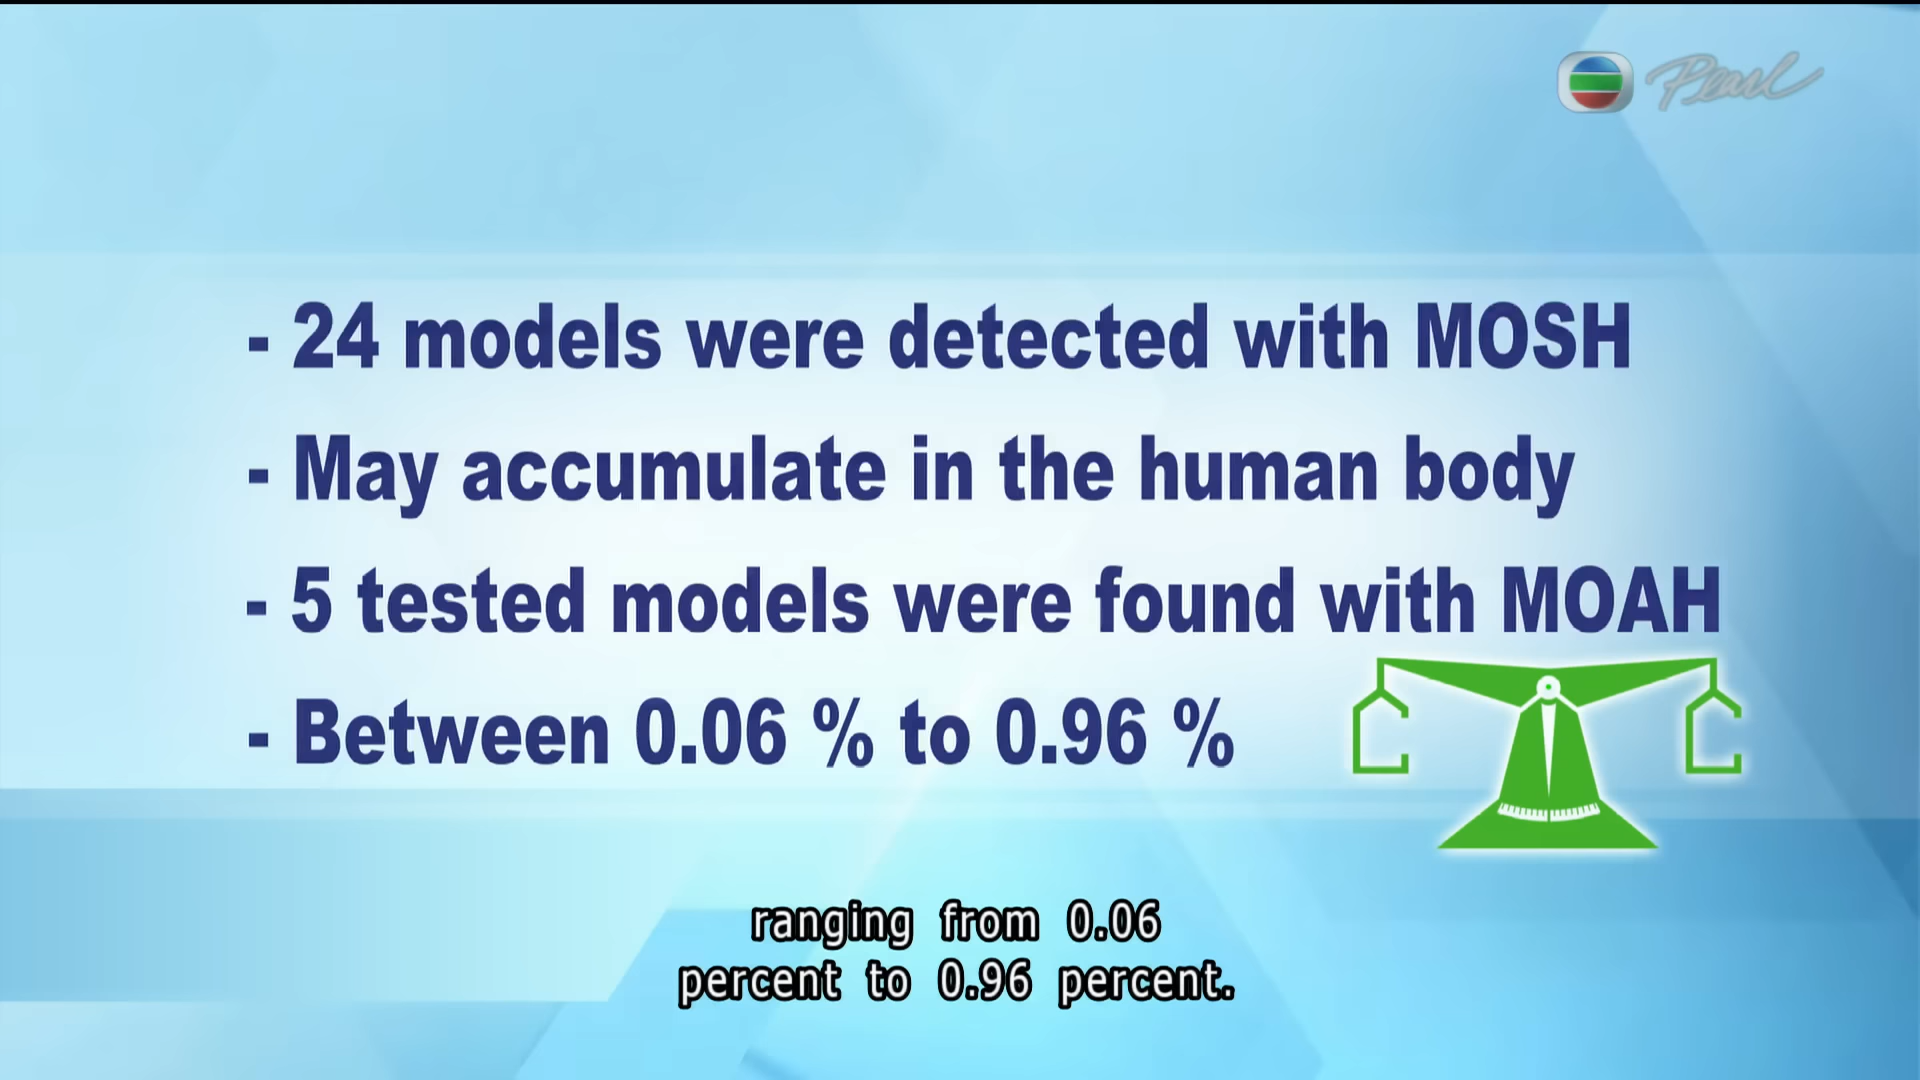 Pearl
- 24 models were detected with MOSH
- May accumulate in the human body
- 5 tested models were found with MOAH
- Between 0.06 % to 0.96 %
ranging from 0.06
percent to 0.96 percent.